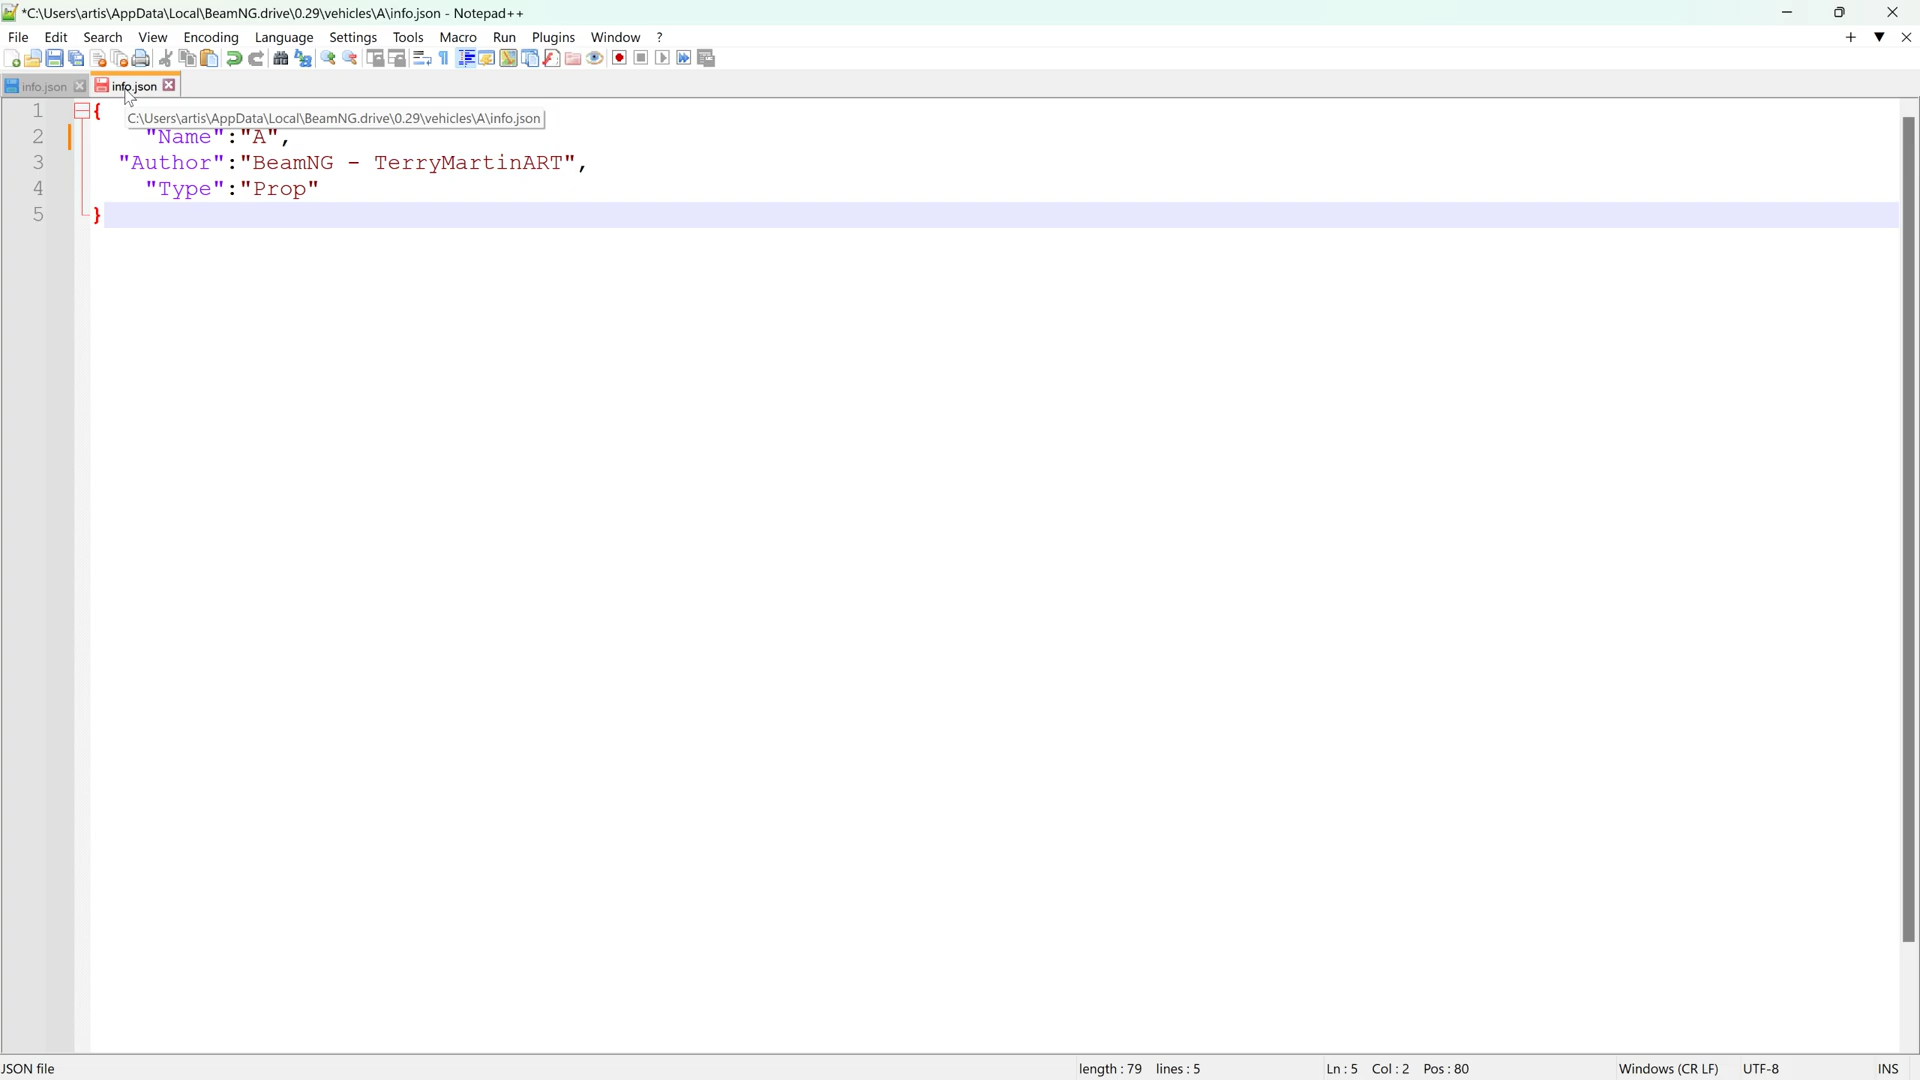 *C:\Users\artis\AppData\Local\BeamNG.drive\0.29\vehicles\A\info.json - Notepad++
File Edit Search View Encoding Language Settings Tools Macro Run Plugins Window ?
info.json info.json
C:\Users\artis\AppData\Local\BeamNG.drive\0.29\vehicles\A\info.json
1 {
2 "Name":"A",
3 "Author":"BeamNG - TerryMartinART",
4 "Type":"Prop"
5 }
JSON file length : 79 lines : 5 Ln : 5 Col : 2 Pos : 80 Windows (CR LF) UTF-8 INS